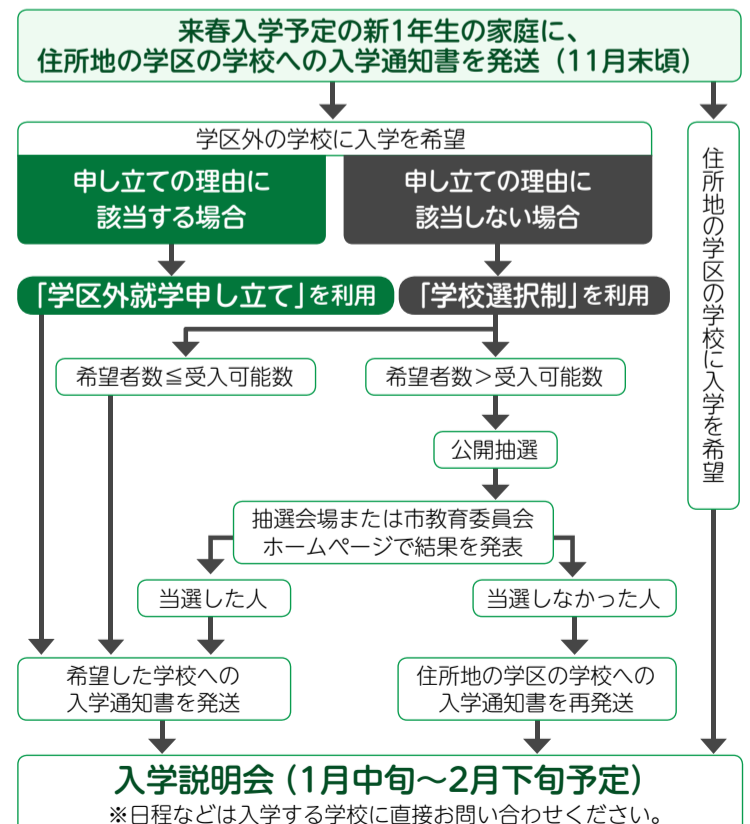 来春入学予定の新1年生の家庭に、
住所地の学区の学校への入学通知書を発送（11月末頃）
学区外の学校に入学を希望
申し立ての理由に
該当する場合
申し立ての理由に
該当しない場合
住所地の学区の学校に入学を希望
「学区外就学申し立て」を利用
「学校選択制」を利用
希望者数≦受入可能数
希望者数＞受入可能数
公開抽選
抽選会場または市教育委員会
ホームページで結果を発表
当選した人
当選しなかった人
希望した学校への
入学通知書を発送
住所地の学区の学校への
入学通知書を再発送
入学説明会（1月中旬～2月下旬予定）
※日程などは入学する学校に直接お問い合わせください。